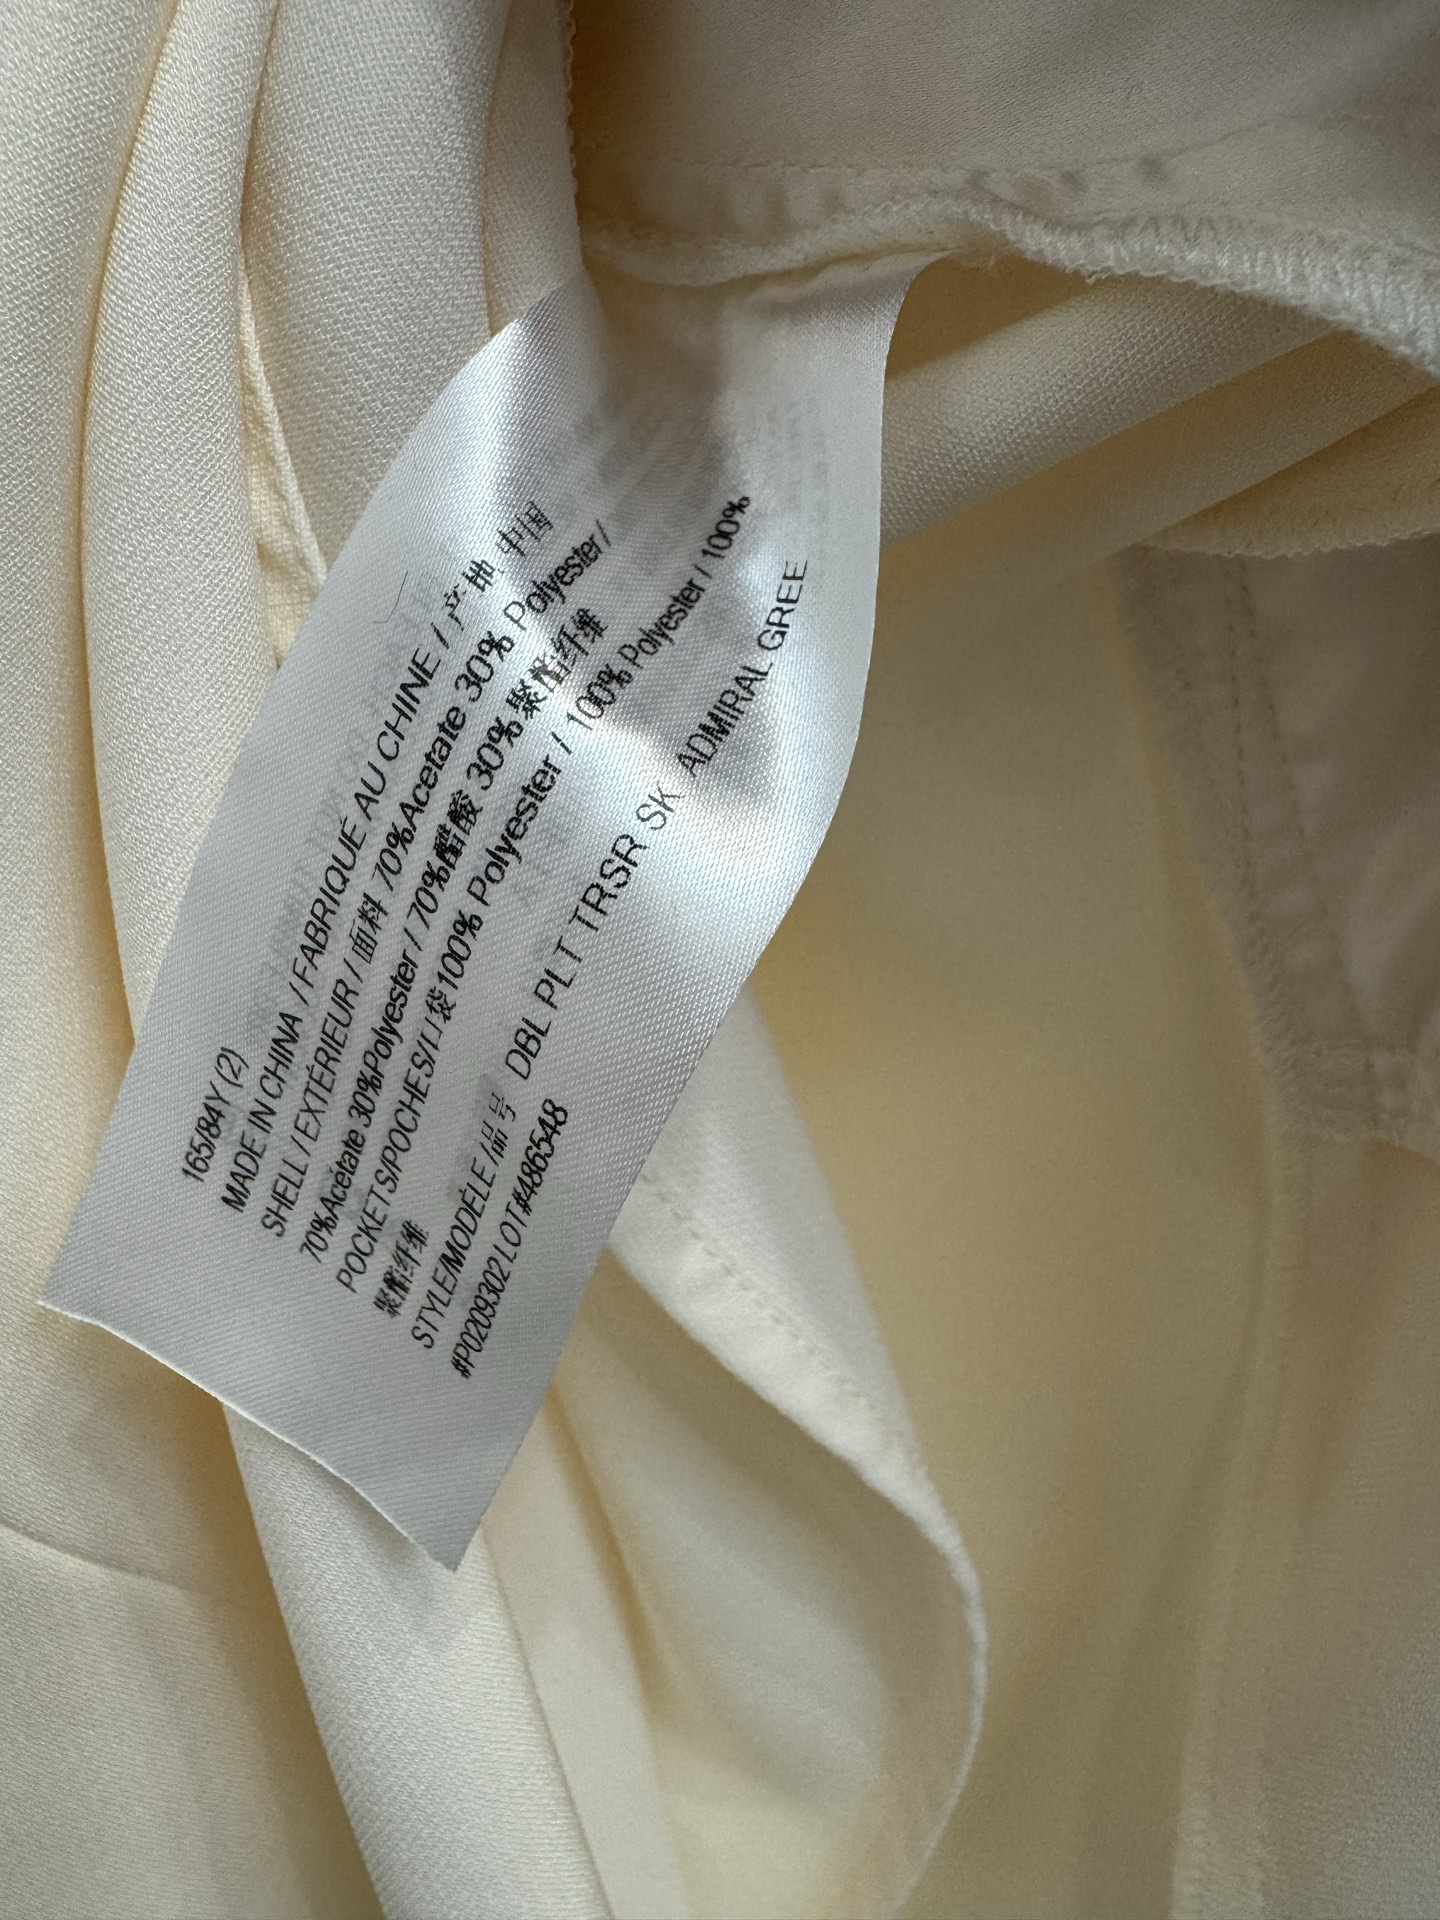 165/84Y (2)
MADE IN CHINA / FABRIQUÉ AU CHINE / 产地 中国
SHELL / EXTÉRIEUR / 面料 70%Acetate 30% Polyester /
70%Acétate 30%Polyester / 70%醋酸 30%聚酯纤维
POCKETS/POCHES/口袋100% Polyester / 100% Polyester / 100%
聚酯纤维
STYLE/MODÈLE/品号 DBL PLT TRSR SK ADMIRAL GREE
#P0209302 LOT#486548